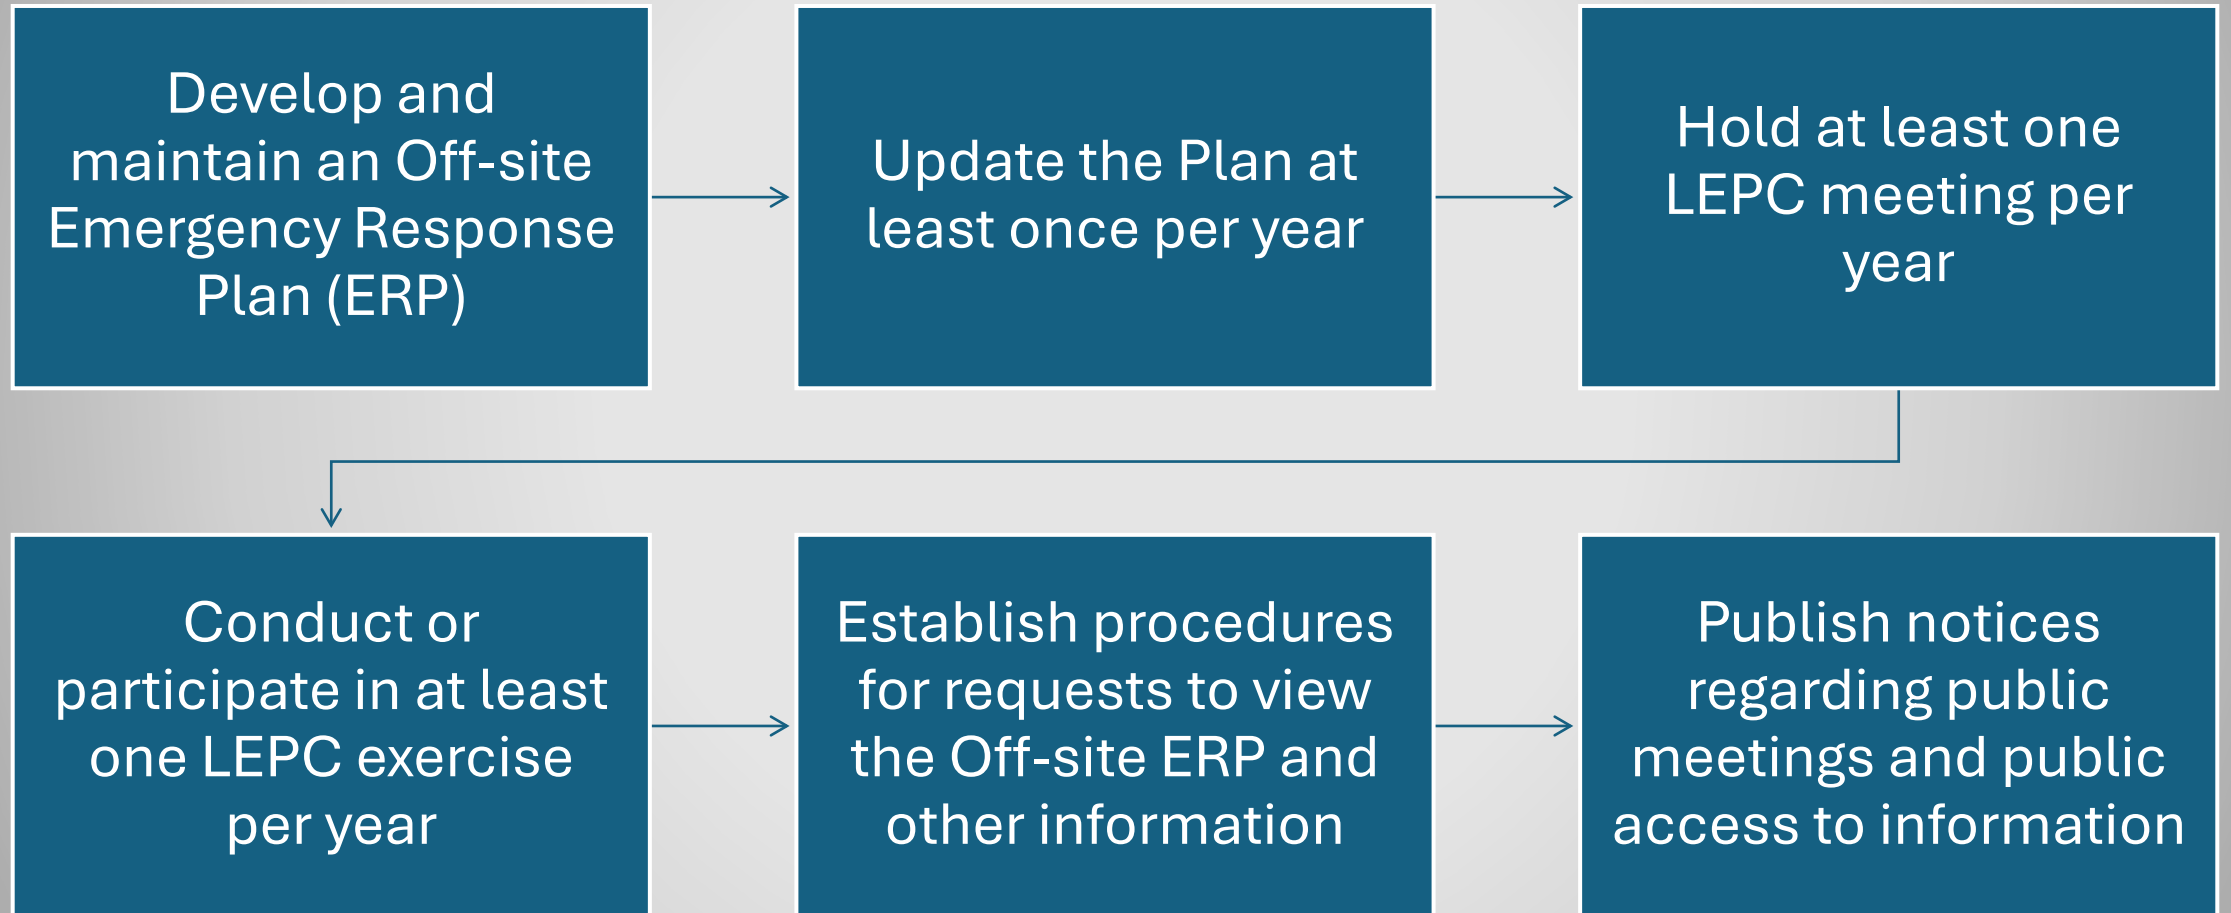 Develop and
maintain an Off-site
Emergency Response
Plan (ERP)
Update the Plan at
least once per year
Hold at least one
LEPC meeting per
year
Conduct or
participate in at least
one LEPC exercise
per year
Establish procedures
for requests to view
the Off-site ERP and
other information
Publish notices
regarding public
meetings and public
access to information